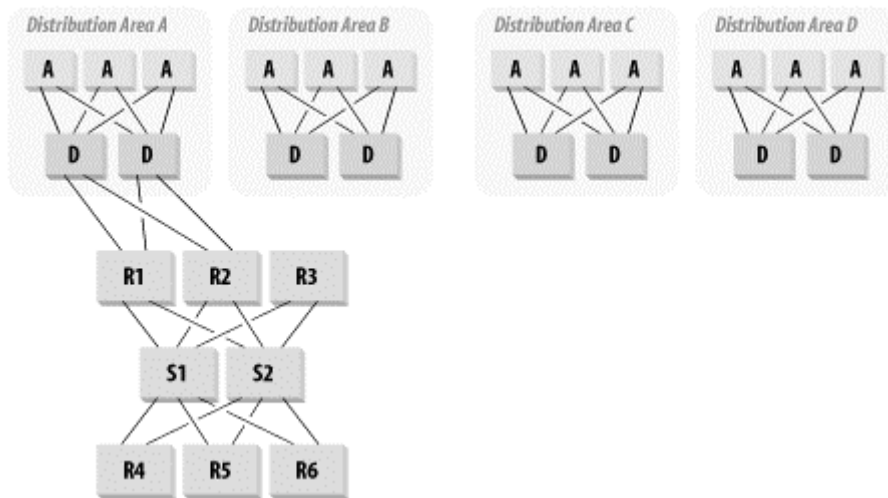 Distribution Area A Distribution Area B Distribution Area C Distribution Area D
A A A A A A A A A A A A
D D D D D D D D
R1 R2 R3
S1 S2
R4 R5 R6